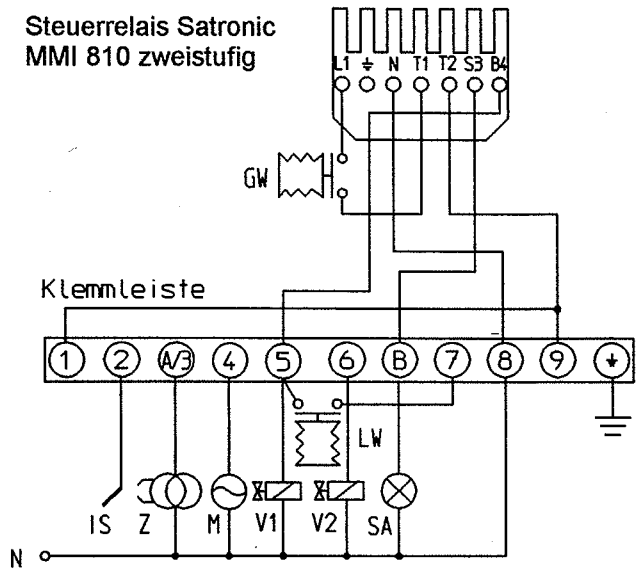 Steuerrelais Satronic
MMI 810 zweistufig
L1 ⏚ N T1 T2 S3 B4
GW
Klemmleiste
1 2 A/3 4 5 6 B 7 8 9
LW
IS Z M V1 V2 SA
N